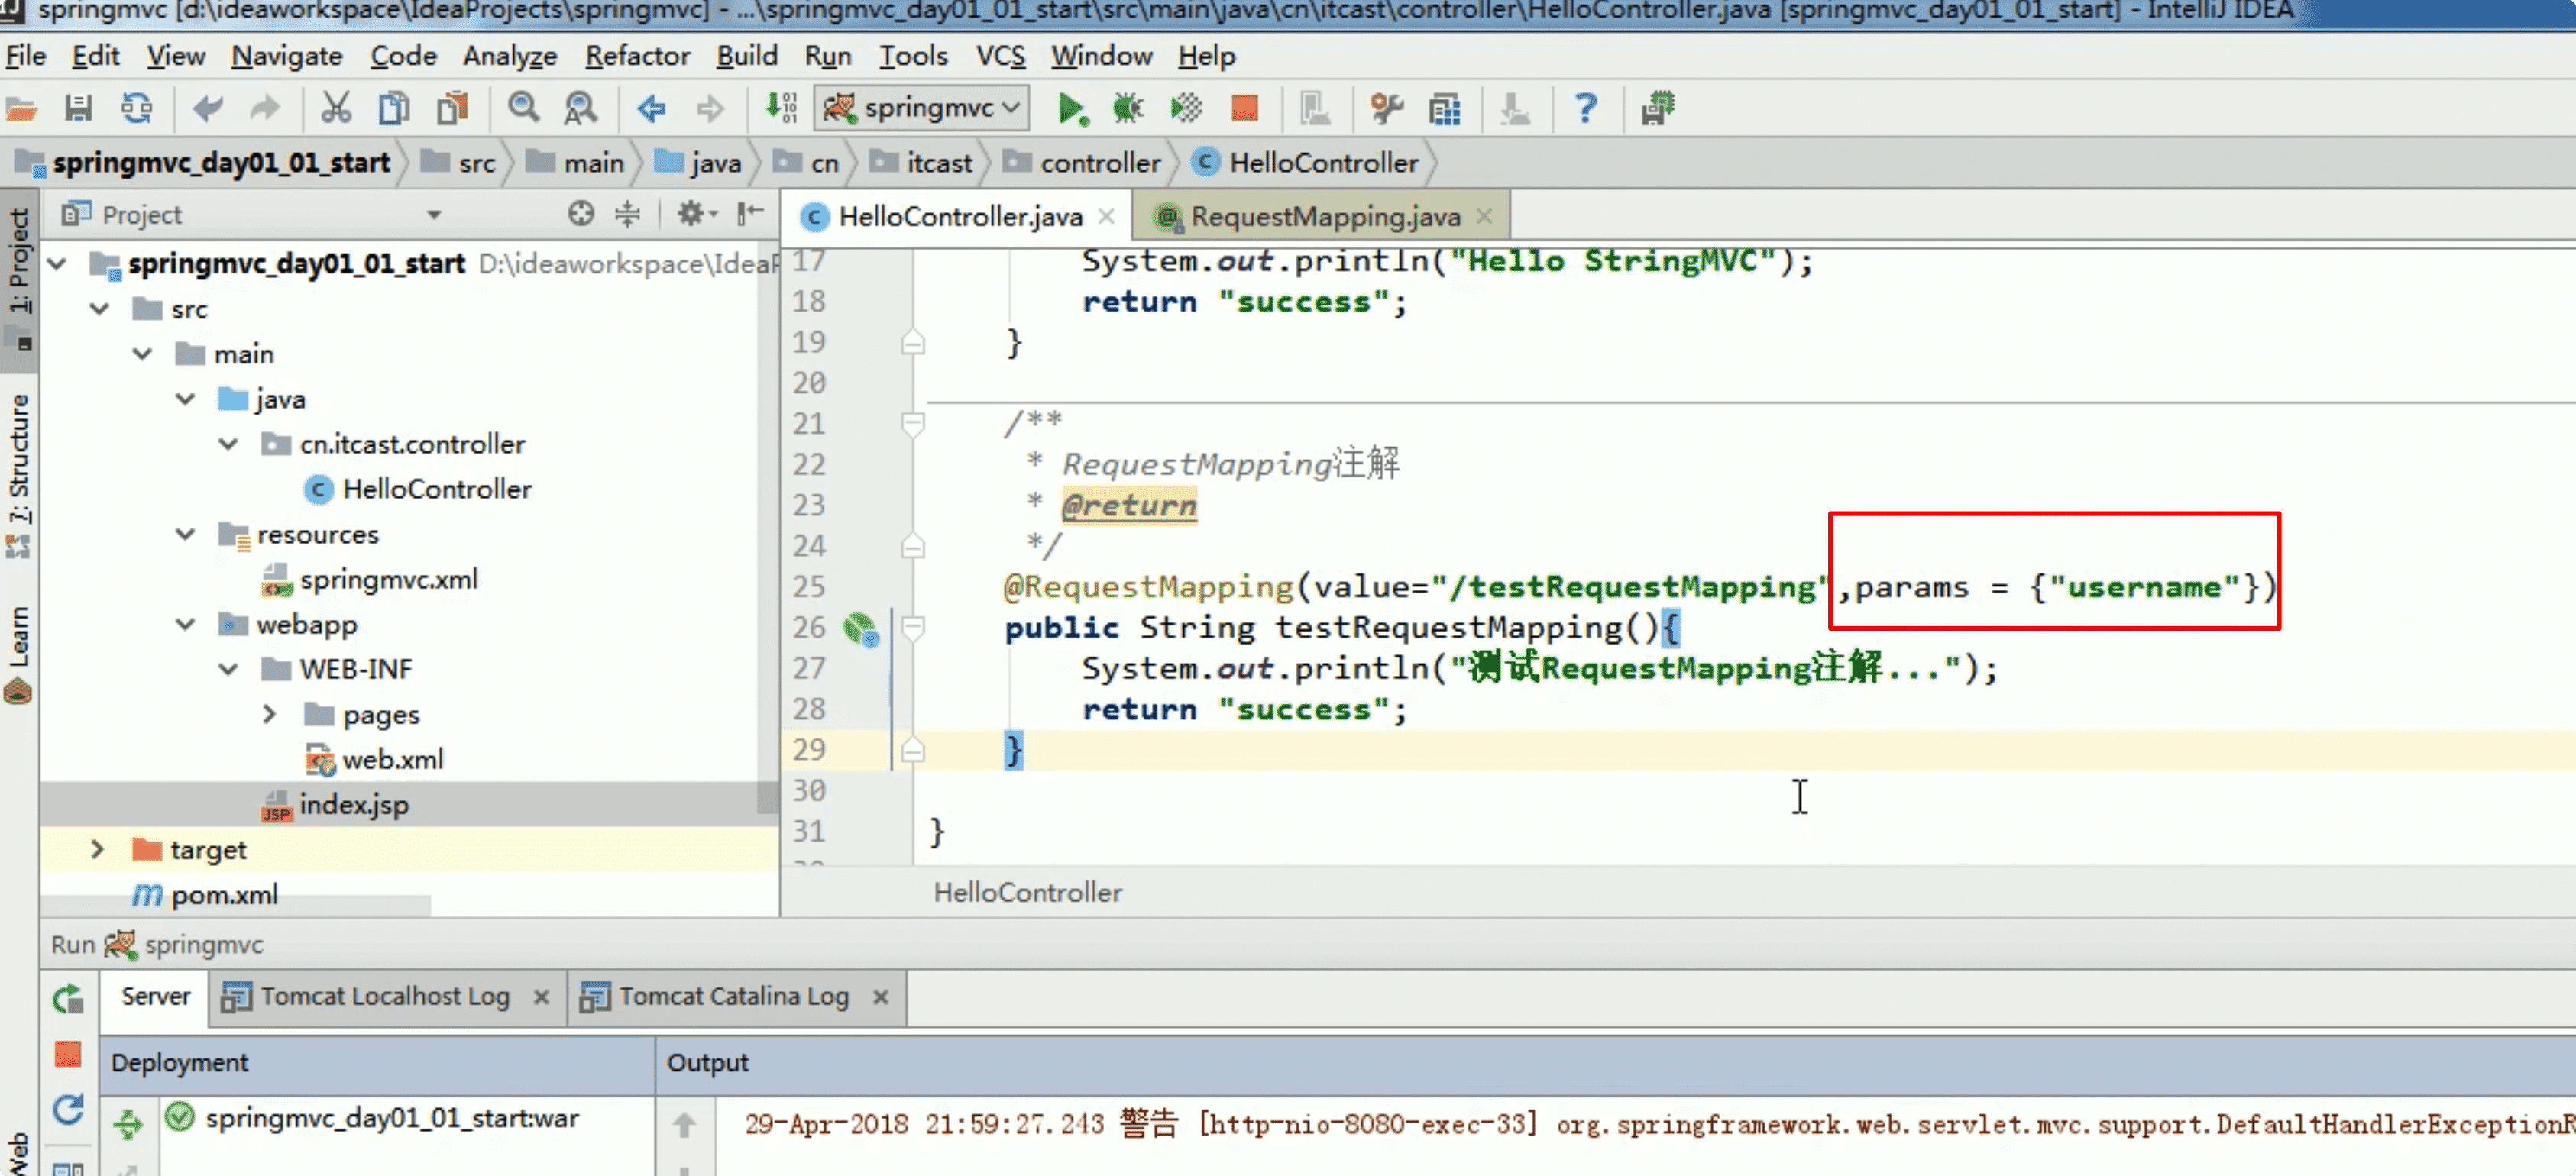 springmvc [d:\ideaworkspace\IdeaProjects\springmvc] - ...\springmvc_day01_01_start\src\main\java\cn\itcast\controller\HelloController.java [springmvc_day01_01_start] - IntelliJ IDEA
File Edit View Navigate Code Analyze Refactor Build Run Tools VCS Window Help
springmvc
springmvc_day01_01_start src main java cn itcast controller HelloController
1: Project
7: Structure
Learn
Web
Project
springmvc_day01_01_start D:\ideaworkspace\Idea
src
main
java
cn.itcast.controller
HelloController
resources
springmvc.xml
webapp
WEB-INF
pages
web.xml
index.jsp
target
pom.xml
HelloController.java RequestMapping.java
17 System.out.println("Hello StringMVC");
18 return "success";
19 }
20
21 /**
22 * RequestMapping注解
23 * @return
24 */
25 @RequestMapping(value="/testRequestMapping",params = {"username"})
26 public String testRequestMapping(){
27 System.out.println("测试RequestMapping注解...");
28 return "success";
29 }
30
31 }
HelloController
Run springmvc
Server Tomcat Localhost Log Tomcat Catalina Log
Deployment Output
springmvc_day01_01_start:war
29-Apr-2018 21:59:27.243 警告 [http-nio-8080-exec-33] org.springframework.web.servlet.mvc.support.DefaultHandlerExceptionR